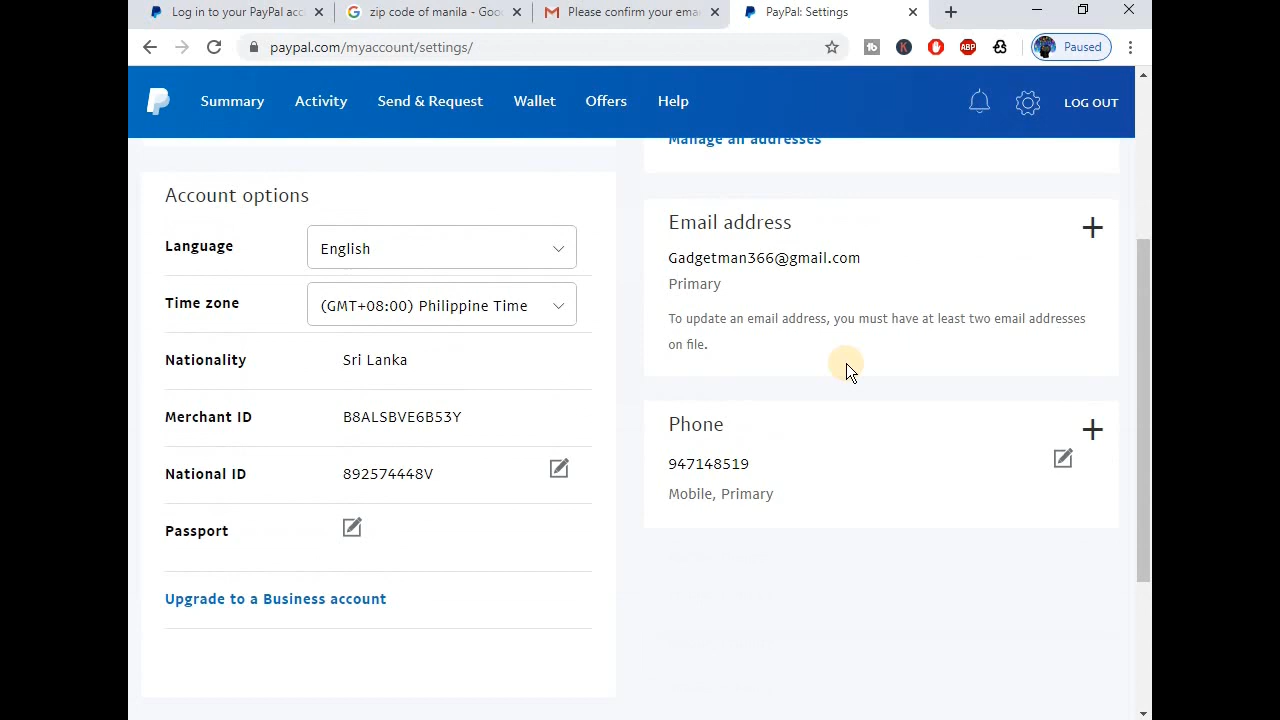 Log in to your PayPal acc
zip code of manila - Goo
Please confirm your ema
PayPal: Settings
paypal.com/myaccount/settings/
Paused
Summary
Activity
Send & Request
Wallet
Offers
Help
LOG OUT
Manage all addresses
Account options
Language
English
Time zone
(GMT+08:00) Philippine Time
Nationality
Sri Lanka
Merchant ID
B8ALSBVE6B53Y
National ID
892574448V
Passport
Upgrade to a Business account
Email address
Gadgetman366@gmail.com
Primary
To update an email address, you must have at least two email addresses
on file.
Phone
947148519
Mobile, Primary